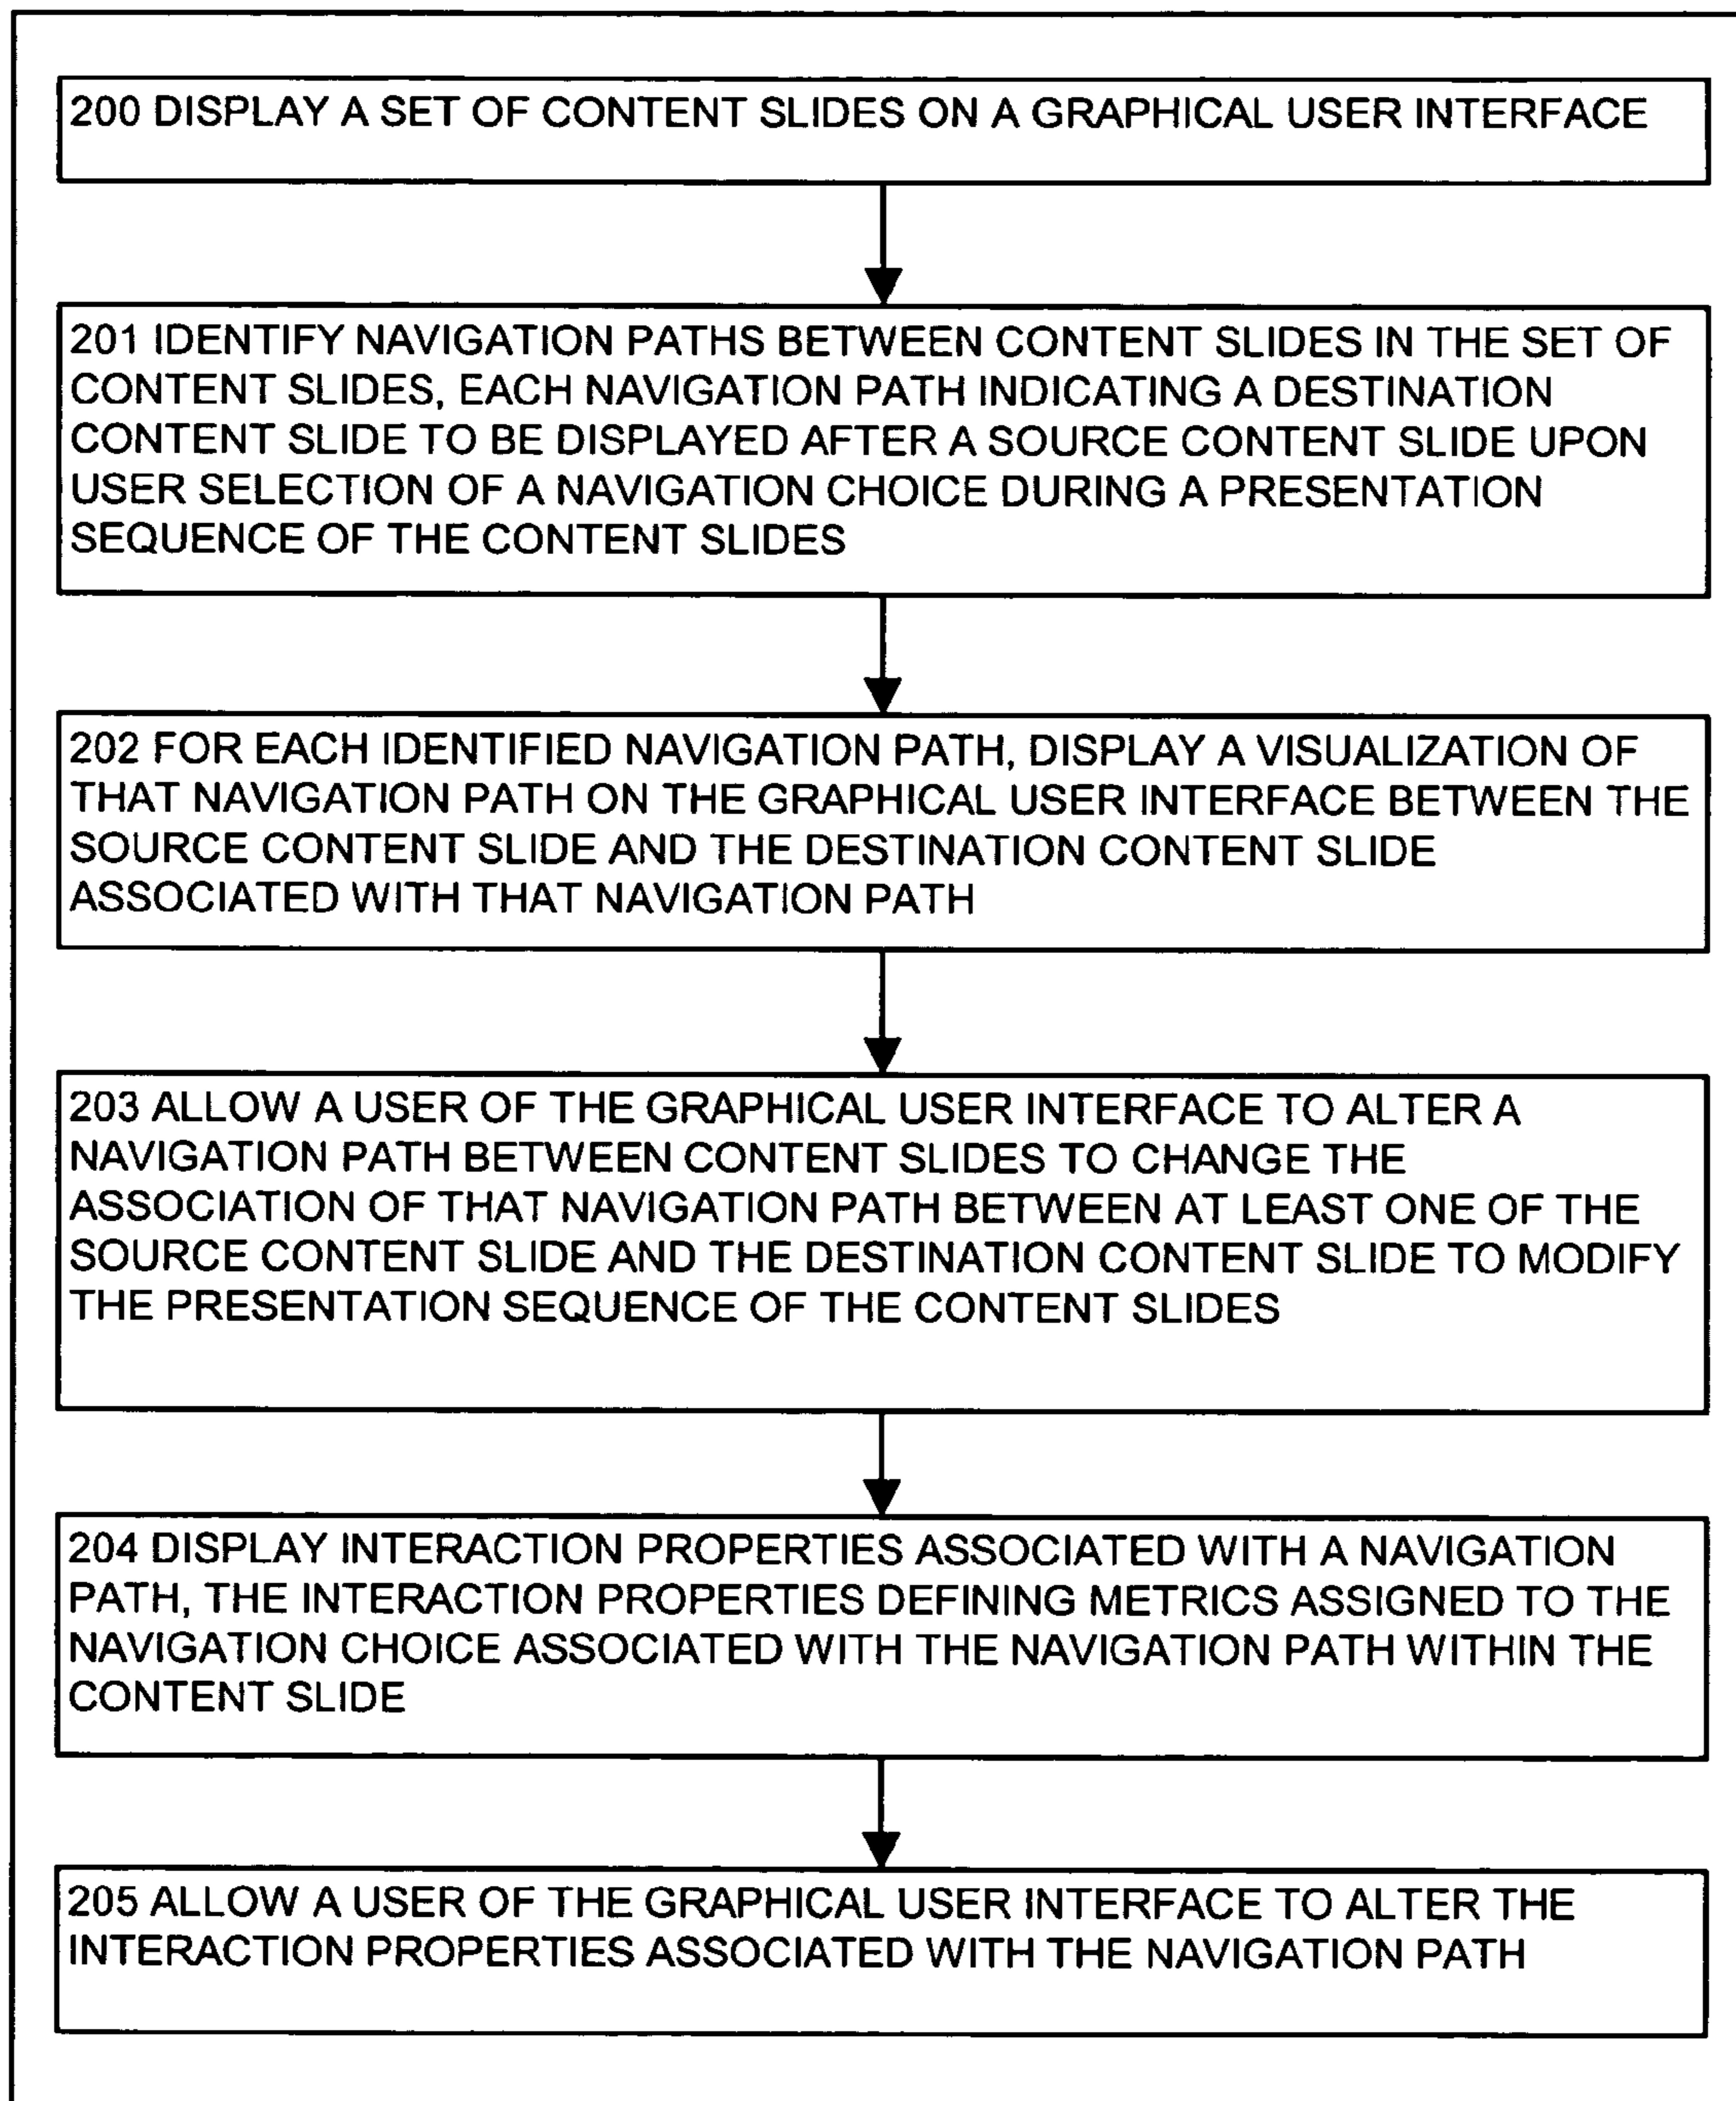 200 DISPLAY A SET OF CONTENT SLIDES ON A GRAPHICAL USER INTERFACE
201 IDENTIFY NAVIGATION PATHS BETWEEN CONTENT SLIDES IN THE SET OF
CONTENT SLIDES, EACH NAVIGATION PATH INDICATING A DESTINATION
CONTENT SLIDE TO BE DISPLAYED AFTER A SOURCE CONTENT SLIDE UPON
USER SELECTION OF A NAVIGATION CHOICE DURING A PRESENTATION
SEQUENCE OF THE CONTENT SLIDES
202 FOR EACH IDENTIFIED NAVIGATION PATH, DISPLAY A VISUALIZATION OF
THAT NAVIGATION PATH ON THE GRAPHICAL USER INTERFACE BETWEEN THE
SOURCE CONTENT SLIDE AND THE DESTINATION CONTENT SLIDE
ASSOCIATED WITH THAT NAVIGATION PATH
203 ALLOW A USER OF THE GRAPHICAL USER INTERFACE TO ALTER A
NAVIGATION PATH BETWEEN CONTENT SLIDES TO CHANGE THE
ASSOCIATION OF THAT NAVIGATION PATH BETWEEN AT LEAST ONE OF THE
SOURCE CONTENT SLIDE AND THE DESTINATION CONTENT SLIDE TO MODIFY
THE PRESENTATION SEQUENCE OF THE CONTENT SLIDES
204 DISPLAY INTERACTION PROPERTIES ASSOCIATED WITH A NAVIGATION
PATH, THE INTERACTION PROPERTIES DEFINING METRICS ASSIGNED TO THE
NAVIGATION CHOICE ASSOCIATED WITH THE NAVIGATION PATH WITHIN THE
CONTENT SLIDE
205 ALLOW A USER OF THE GRAPHICAL USER INTERFACE TO ALTER THE
INTERACTION PROPERTIES ASSOCIATED WITH THE NAVIGATION PATH